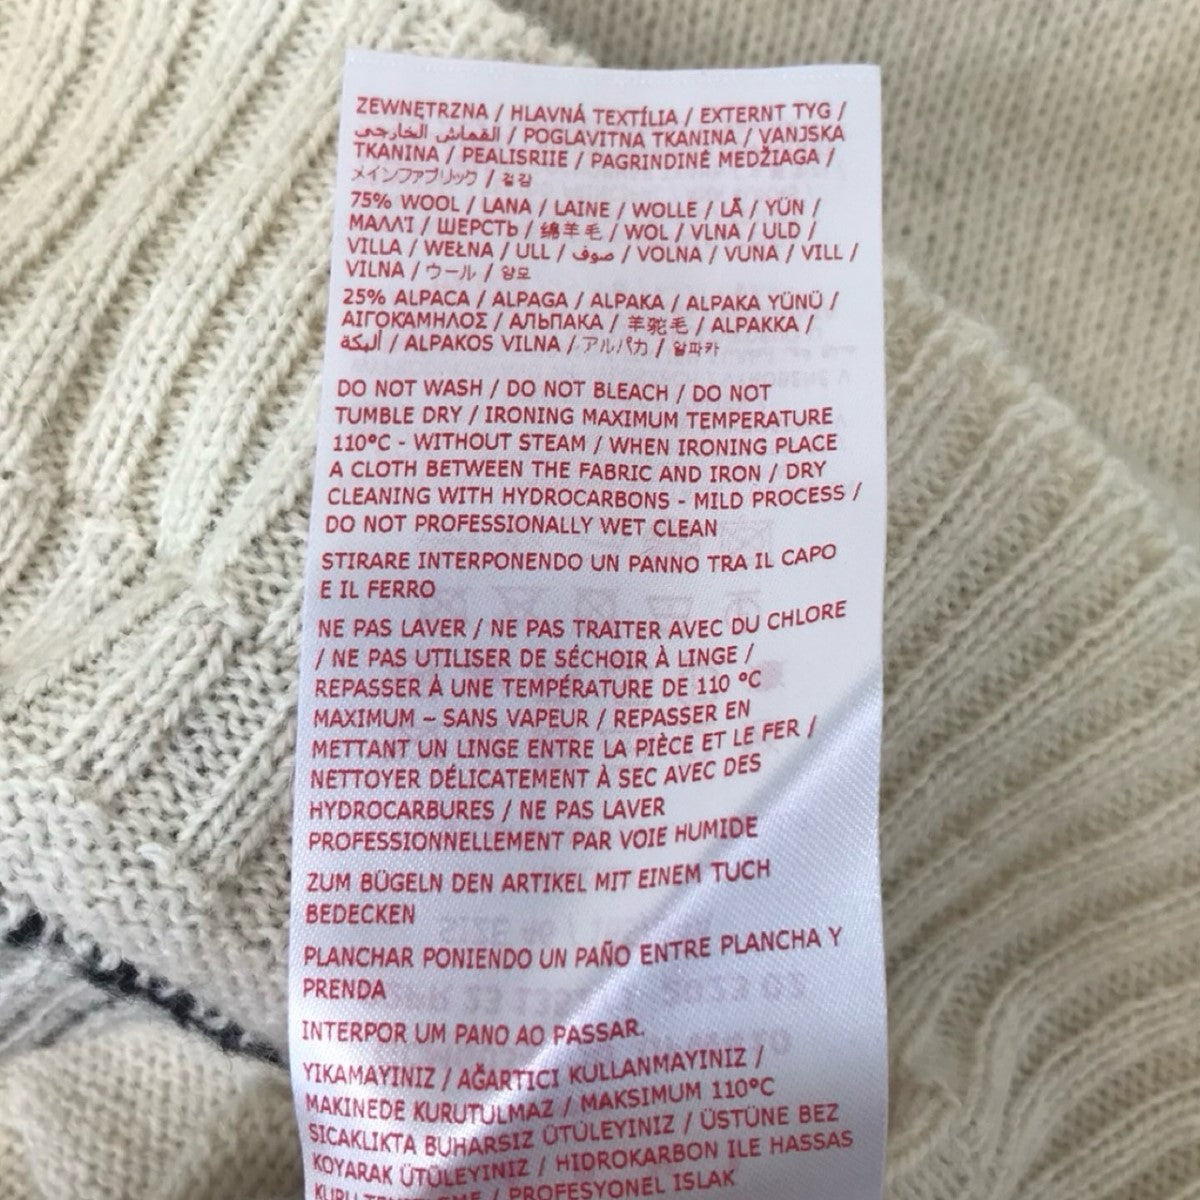 ZEWNĘTRZNA / HLAVNÁ TEXTÍLIA / EXTERNT TYG /
القماش الخارجي / POGLAVITNA TKANINA / VANJSKA
TKANINA / PEALISRIIE / PAGRINDINĖ MEDŽIAGA /
メインファブリック / 겉감
75% WOOL / LANA / LAINE / WOLLE / LÃ / YÜN /
ΜΑΛΛΊ / ШЕРСТЬ / 绵羊毛 / WOL / VLNA / ULD /
VILLA / WEŁNA / ULL / صوف / VOLNA / VUNA / VILL /
VILNA / ウール / 양모
25% ALPACA / ALPAGA / ALPAKA / ALPAKA YÜNÜ /
ΑΙΓΟΚΑΜΗΛΟΣ / АЛЬПАКА / 羊驼毛 / ALPAKKA /
ألبكة / ALPAKOS VILNA / アルパカ / 알파카
DO NOT WASH / DO NOT BLEACH / DO NOT
TUMBLE DRY / IRONING MAXIMUM TEMPERATURE
110°C - WITHOUT STEAM / WHEN IRONING PLACE
A CLOTH BETWEEN THE FABRIC AND IRON / DRY
CLEANING WITH HYDROCARBONS - MILD PROCESS /
DO NOT PROFESSIONALLY WET CLEAN
STIRARE INTERPONENDO UN PANNO TRA IL CAPO
E IL FERRO
NE PAS LAVER / NE PAS TRAITER AVEC DU CHLORE
/ NE PAS UTILISER DE SÉCHOIR À LINGE /
REPASSER À UNE TEMPÉRATURE DE 110 °C
MAXIMUM – SANS VAPEUR / REPASSER EN
METTANT UN LINGE ENTRE LA PIÈCE ET LE FER /
NETTOYER DÉLICATEMENT À SEC AVEC DES
HYDROCARBURES / NE PAS LAVER
PROFESSIONNELLEMENT PAR VOIE HUMIDE
ZUM BÜGELN DEN ARTIKEL MIT EINEM TUCH
BEDECKEN
PLANCHAR PONIENDO UN PAÑO ENTRE PLANCHA Y
PRENDA
INTERPOR UM PANO AO PASSAR.
YIKAMAYINIZ / AĞARTICI KULLANMAYINIZ /
MAKINEDE KURUTULMAZ / MAKSIMUM 110°C
SICAKLIKTA BUHARSIZ ÜTÜLEYINIZ / ÜSTÜNE BEZ
KOYARAK ÜTÜLEYINIZ / HIDROKARBON ILE HASSAS
KURU TEMIZLEME / PROFESYONEL ISLAK